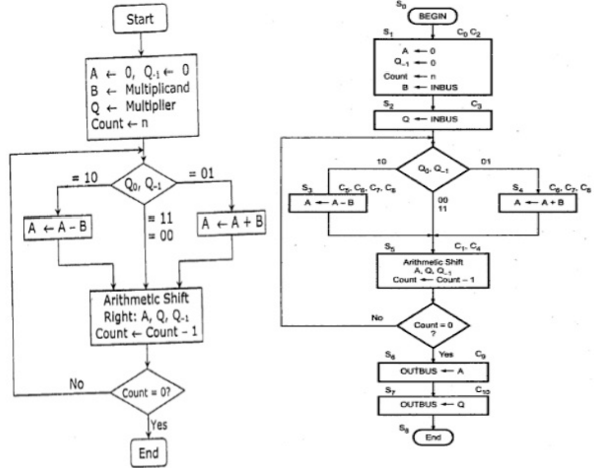 Start
A ← 0, Q₋₁ ← 0
B ← Multiplicand
Q ← Multiplier
Count ← n
= 10
Q₀, Q₋₁
= 01
A ← A − B
= 11
= 00
A ← A + B
Arithmetic Shift
Right: A, Q, Q₋₁
Count ← Count − 1
No
Count = 0?
Yes
End
S₀
BEGIN
S₁
C₀ C₂
A ← 0
Q₋₁ ← 0
Count ← n
B ← INBUS
S₂
C₃
Q ← INBUS
10
Q₀, Q₋₁
01
S₃
C₅, C₆, C₇, C₈
A ← A − B
00
11
S₄
C₆, C₇, C₈
A ← A + B
S₅
C₁, C₄
Arithmetic Shift
A, Q, Q₋₁
Count ← Count − 1
No
Count = 0
?
Yes
S₆
C₉
OUTBUS ← A
S₇
C₁₀
OUTBUS ← Q
S₈
End